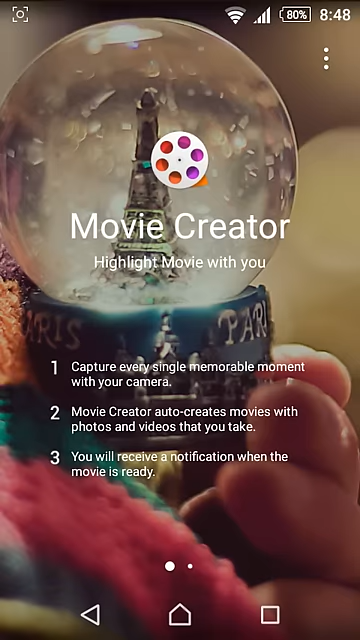 80% 8:48
Movie Creator
Highlight Movie with you
PARIS PARI
1 Capture every single memorable moment
with your camera.
2 Movie Creator auto-creates movies with
photos and videos that you take.
3 You will receive a notification when the
movie is ready.